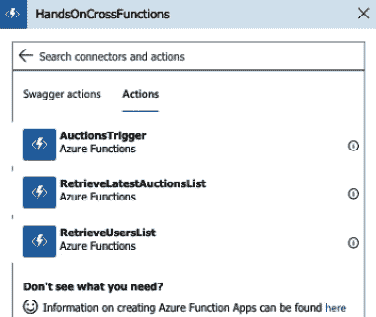 HandsOnCrossFunctions
Search connectors and actions
Swagger actions Actions
AuctionsTrigger
Azure Functions
RetrieveLatestAuctionsList
Azure Functions
RetrieveUsersList
Azure Functions
Don't see what you need?
Information on creating Azure Function Apps can be found here